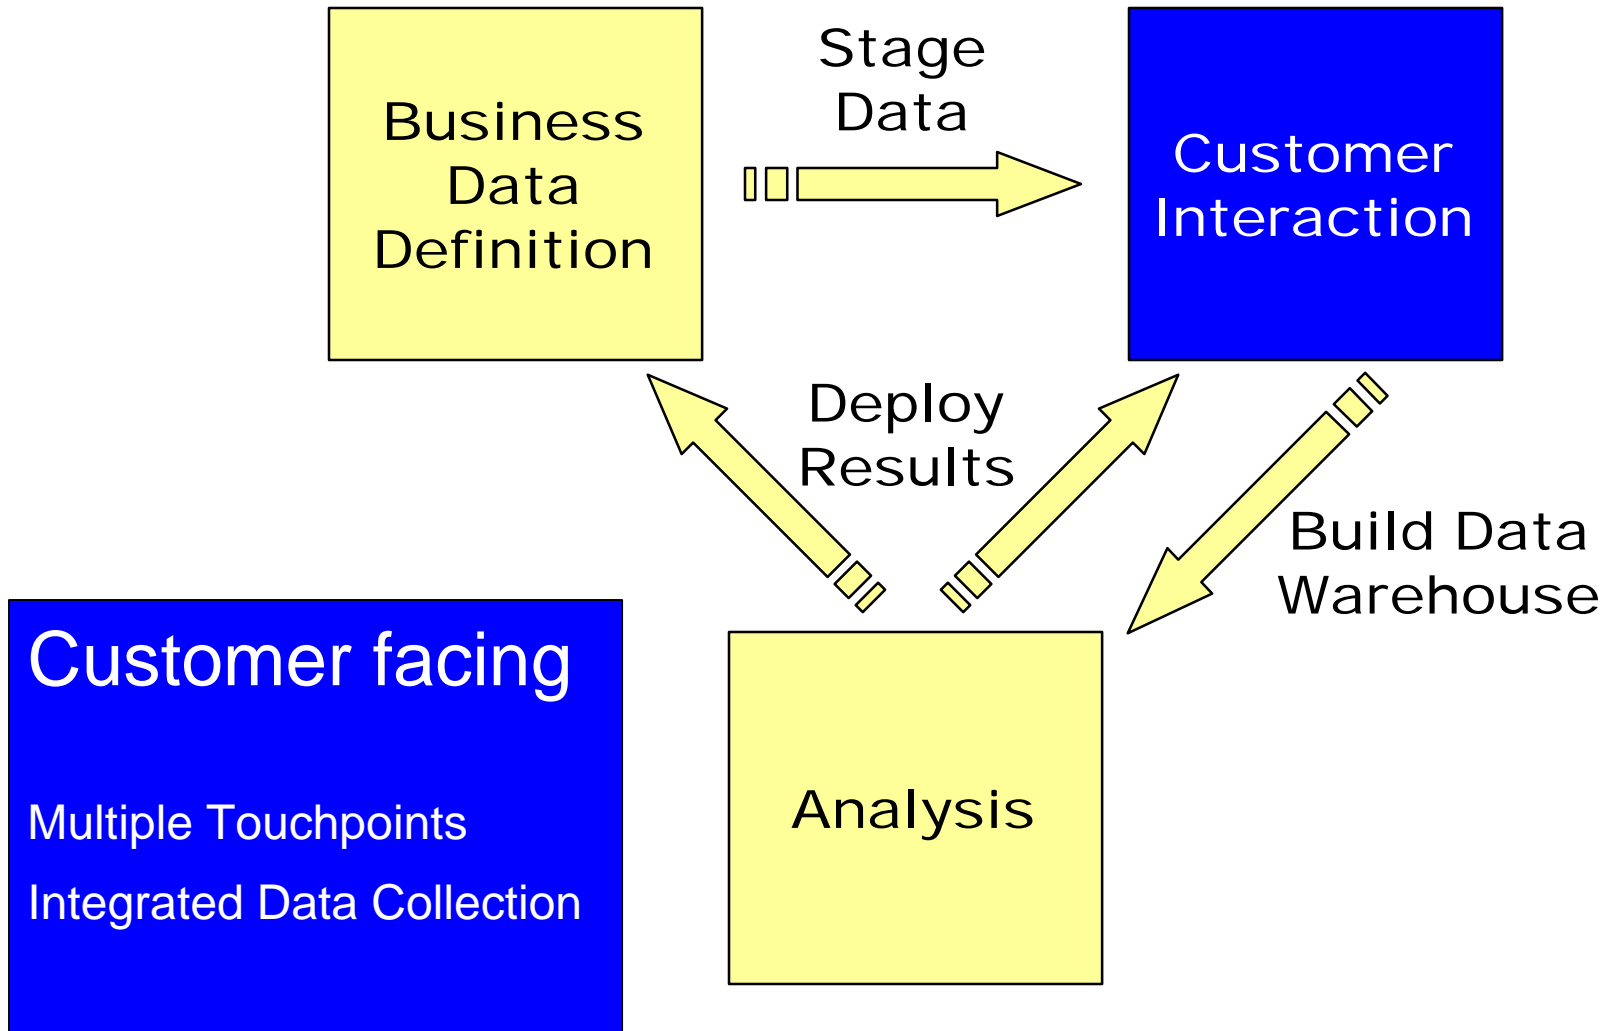 Business
Data
Definition
Stage
Data
Customer
Interaction
Deploy
Results
Build Data
Warehouse
Customer facing
Multiple Touchpoints
Integrated Data Collection
Analysis